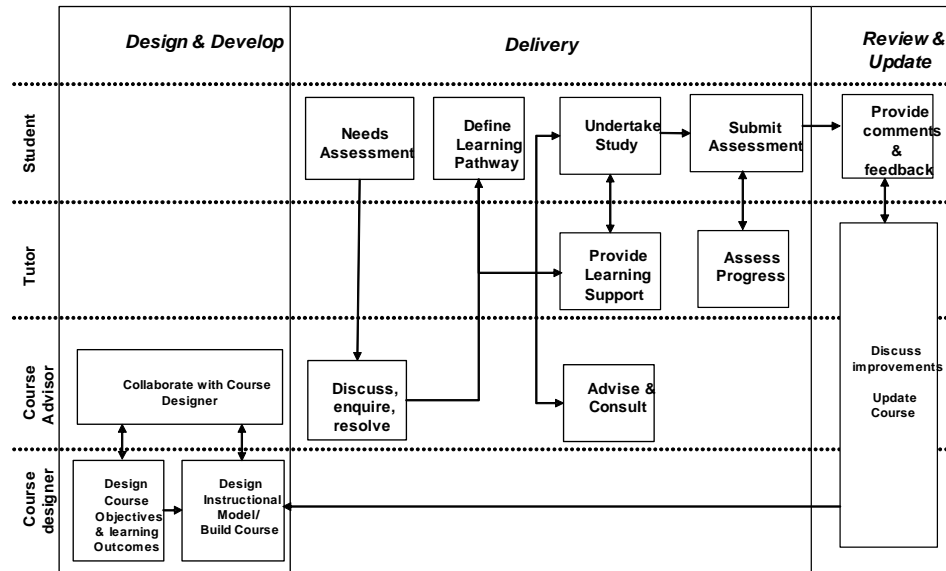 Design & Develop
Delivery
Review &
Update
Student
Needs
Assessment
Define
Learning
Pathway
Undertake
Study
Submit
Assessment
Provide
comments
&
feedback
Tutor
Provide
Learning
Support
Assess
Progress
Course
Advisor
Collaborate with Course
Designer
Discuss,
enquire,
resolve
Advise &
Consult
Discuss
improvements
Update
Course
Course
designer
Design
Course
Objectives
& learning
Outcomes
Design
Instructional
Model/
Build Course